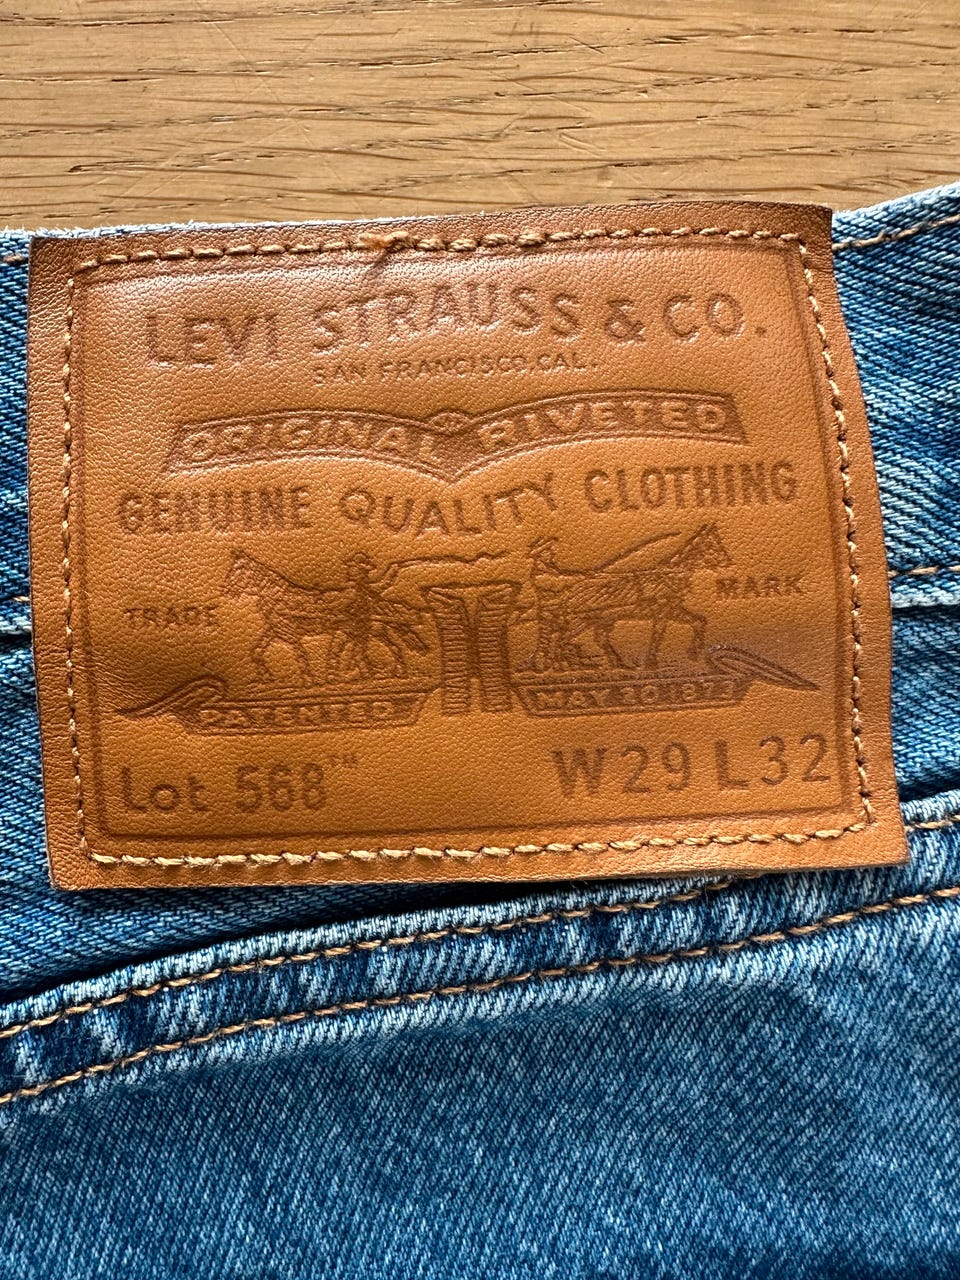 LEVI STRAUSS & CO.
SAN FRANCISCO, CAL.
ORIGINAL RIVETED
GENUINE QUALITY CLOTHING
TRADE MARK
PATENTED MAY 20 1873
Lot 568™ W29 L32